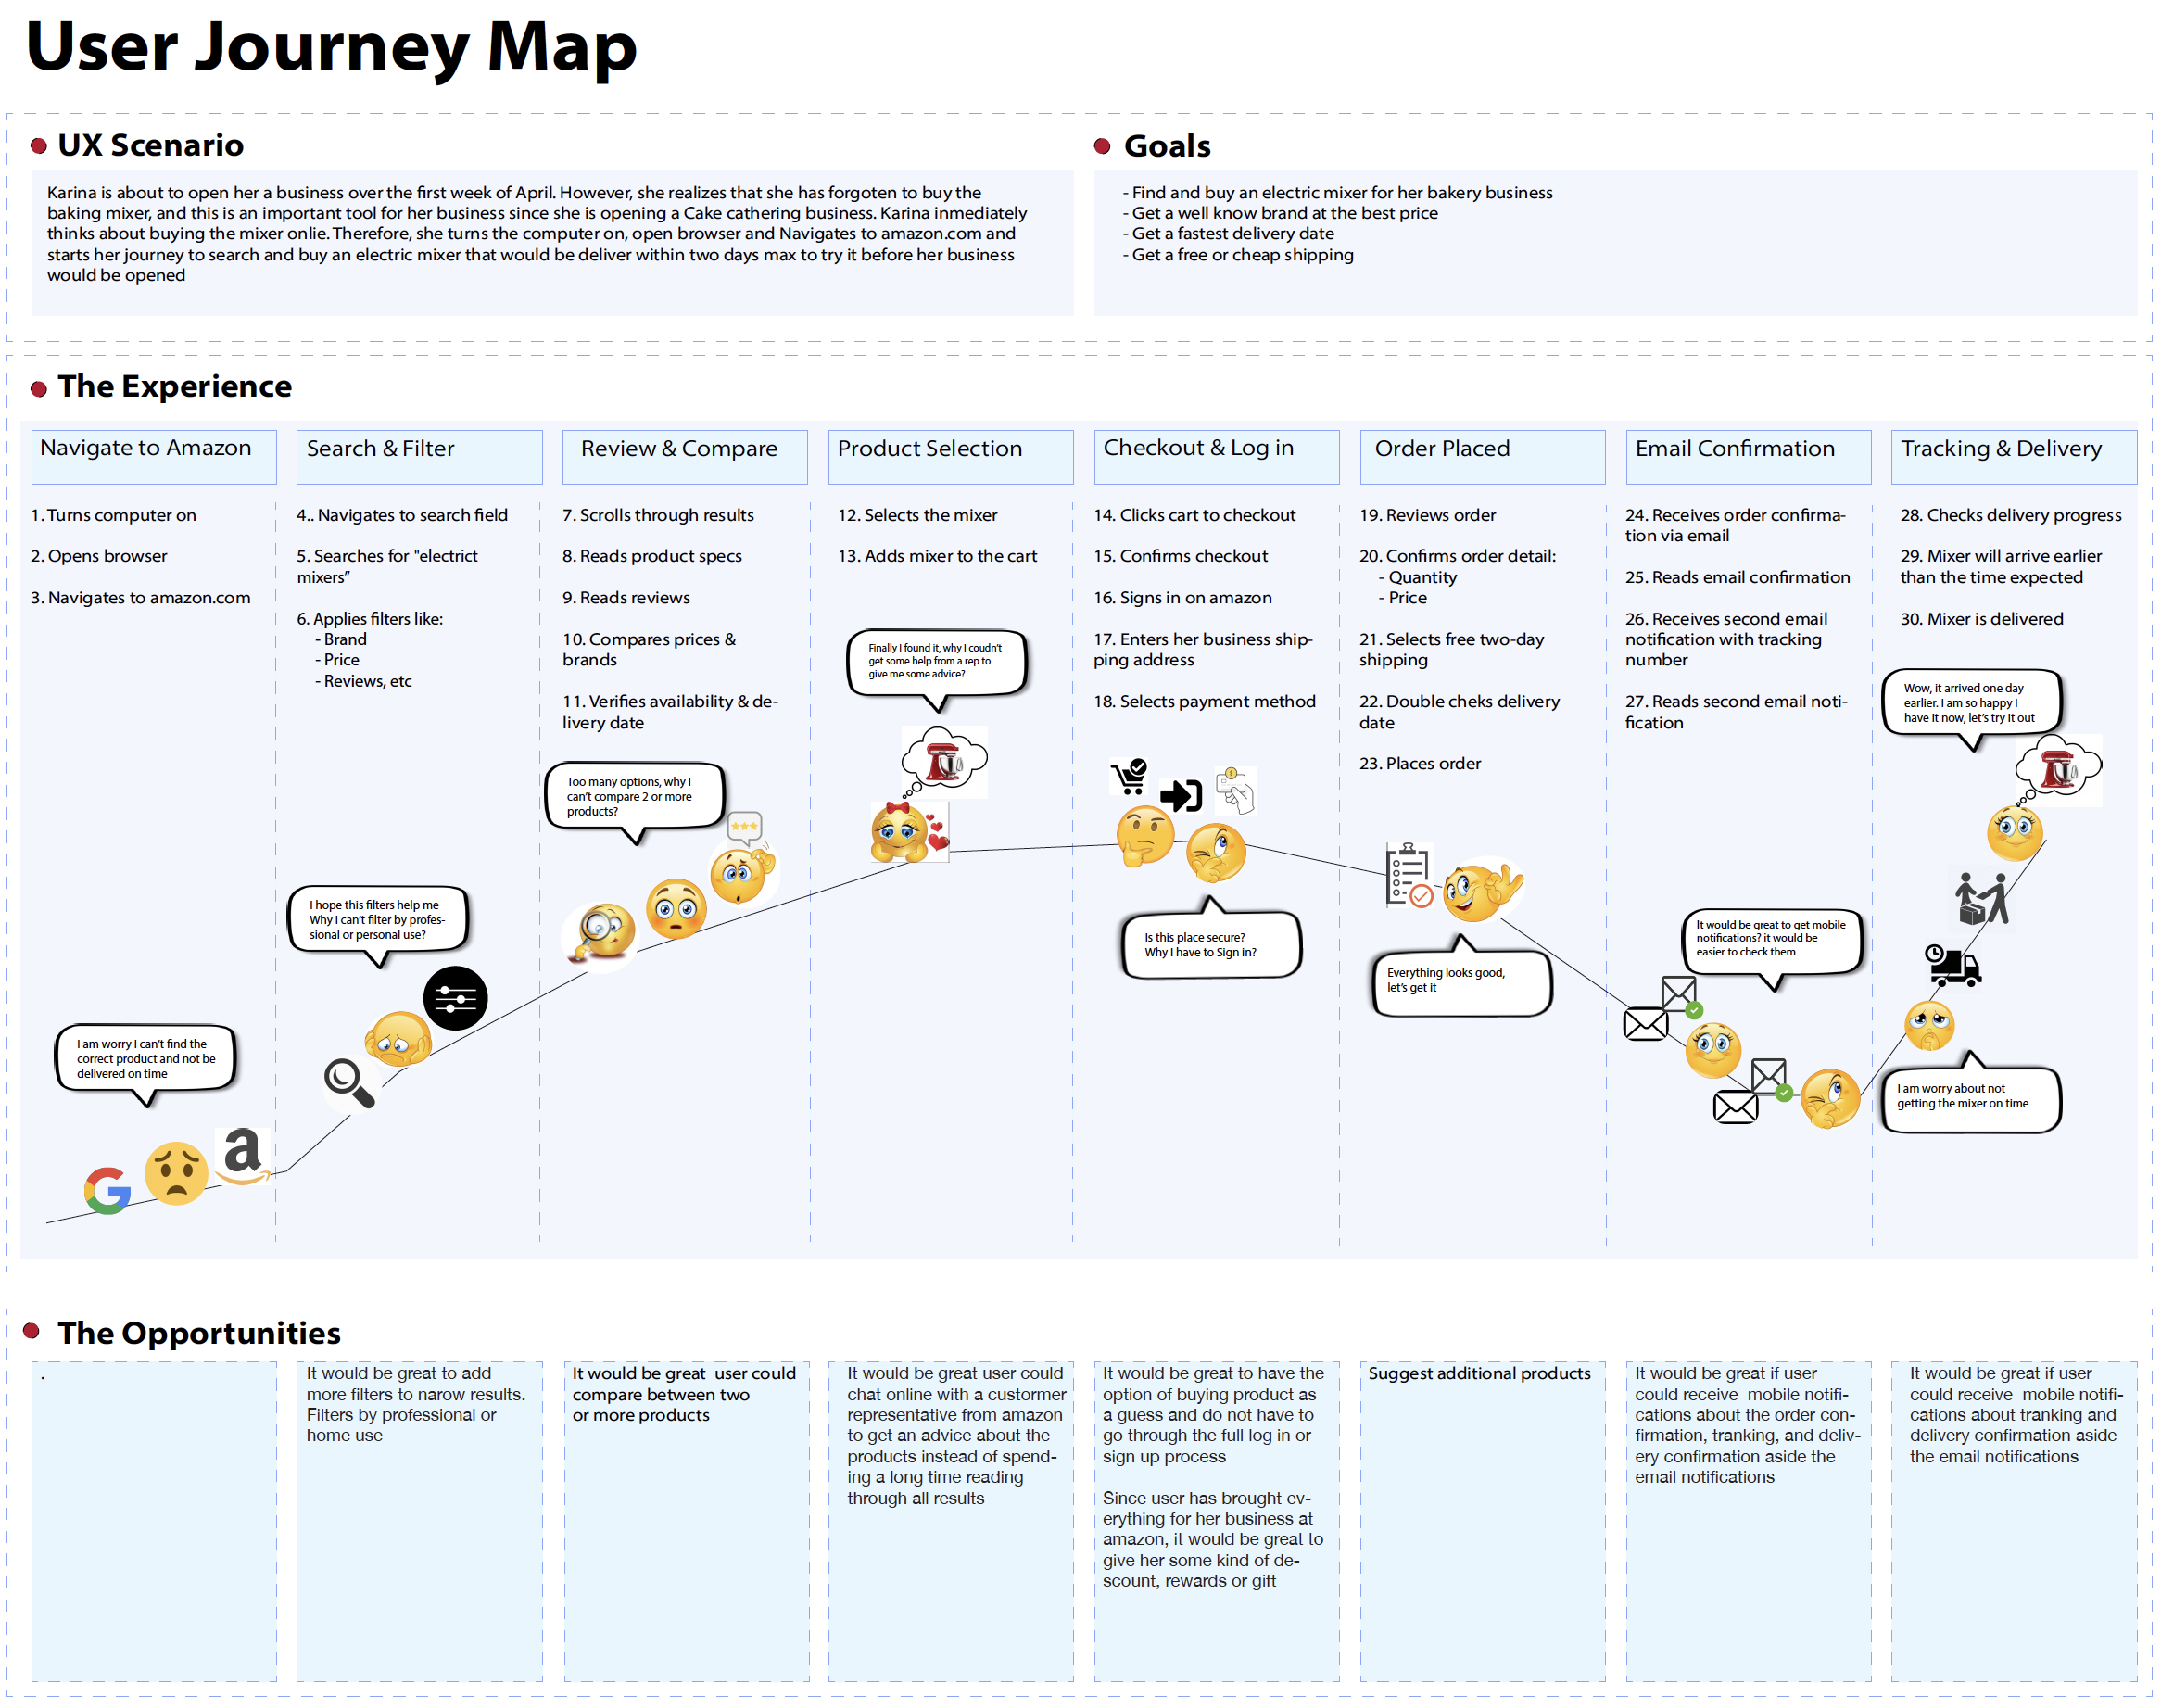 User Journey Map
UX Scenario
Karina is about to open her a business over the first week of April. However, she realizes that she has forgoten to buy the
baking mixer, and this is an important tool for her business since she is opening a Cake cathering business. Karina inmediately
thinks about buying the mixer onlie. Therefore, she turns the computer on, open browser and Navigates to amazon.com and
starts her journey to search and buy an electric mixer that would be deliver within two days max to try it before her business
would be opened
Goals
- Find and buy an electric mixer for her bakery business
- Get a well know brand at the best price
- Get a fastest delivery date
- Get a free or cheap shipping
The Experience
Navigate to Amazon
1. Turns computer on
2. Opens browser
3. Navigates to amazon.com
I am worry I can't find the
correct product and not be
delivered on time
G
a
Search & Filter
4.. Navigates to search field
5. Searches for "electrict
mixers”
6. Applies filters like:
- Brand
- Price
- Reviews, etc
I hope this filters help me
Why I can't filter by profes-
sional or personal use?
Review & Compare
7. Scrolls through results
8. Reads product specs
9. Reads reviews
10. Compares prices &
brands
11. Verifies availability & de-
livery date
Too many options, why I
can't compare 2 or more
products?
Product Selection
12. Selects the mixer
13. Adds mixer to the cart
Finally I found it, why I coudn't
get some help from a rep to
give me some advice?
Checkout & Log in
14. Clicks cart to checkout
15. Confirms checkout
16. Signs in on amazon
17. Enters her business ship-
ping address
18. Selects payment method
Is this place secure?
Why I have to Sign in?
Order Placed
19. Reviews order
20. Confirms order detail:
- Quantity
- Price
21. Selects free two-day
shipping
22. Double cheks delivery
date
23. Places order
Everything looks good,
let's get it
Email Confirmation
24. Receives order confirma-
tion via email
25. Reads email confirmation
26. Receives second email
notification with tracking
number
27. Reads second email noti-
fication
It would be great to get mobile
notifications? it would be
easier to check them
Tracking & Delivery
28. Checks delivery progress
29. Mixer will arrive earlier
than the time expected
30. Mixer is delivered
Wow, it arrived one day
earlier. I am so happy I
have it now, let's try it out
I am worry about not
getting the mixer on time
The Opportunities
.
It would be great to add
more filters to narow results.
Filters by professional or
home use
It would be great  user could
compare between two
or more products
It would be great user could
chat online with a custormer
representative from amazon
to get an advice about the
products instead of spend-
ing a long time reading
through all results
It would be great to have the
option of buying product as
a guess and do not have to
go through the full log in or
sign up process
Since user has brought ev-
erything for her business at
amazon, it would be great to
give her some kind of de-
scount, rewards or gift
Suggest additional products
It would be great if user
could receive  mobile notifi-
cations about the order con-
firmation, tranking, and deliv-
ery confirmation aside the
email notifications
It would be great if user
could receive  mobile notifi-
cations about tranking and
delivery confirmation aside
the email notifications